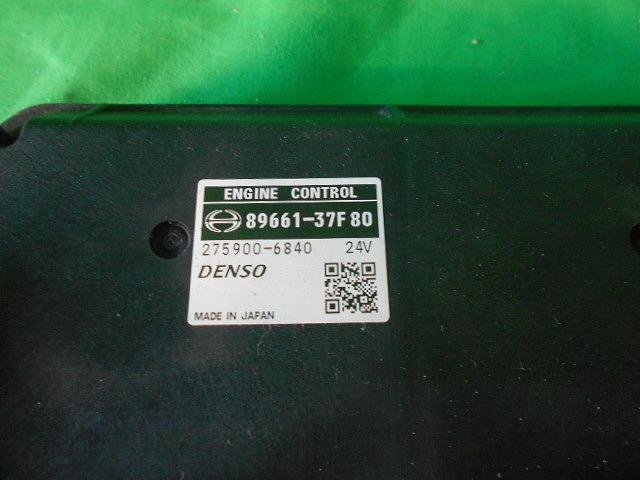 ENGINE CONTROL
89661-37F80
275900-6840 24V
DENSO
MADE IN JAPAN